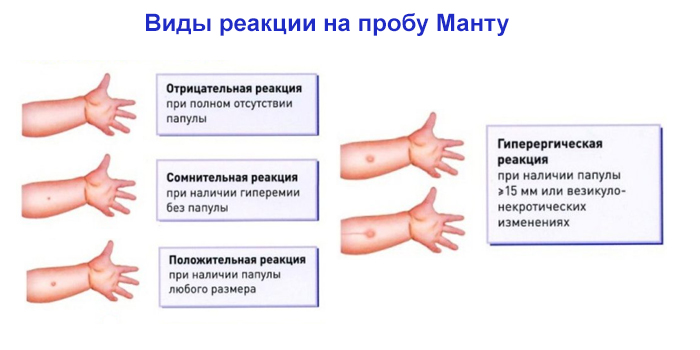 Виды реакции на пробу Манту
Отрицательная реакция
при полном отсутствии
папулы
Сомнительная реакция
при наличии гиперемии
без папулы
Положительная реакция
при наличии папулы
любого размера
Гиперергическая
реакция
при наличии папулы
≥15 мм или везикуло-
некротических
изменениях